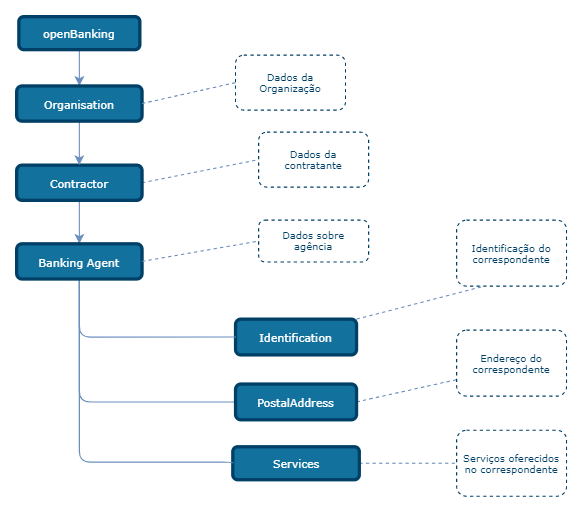 openBanking
Dados da
Organização
Organisation
Dados da
contratante
Contractor
Dados sobre
agência
Banking Agent
Identificação do
correspondente
Identification
Endereço do
correspondente
PostalAddress
Serviços oferecidos
no correspondente
Services